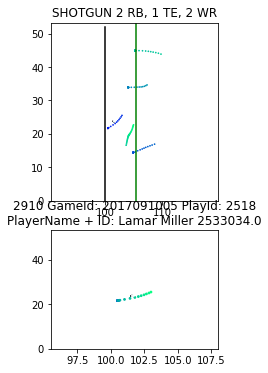 SHOTGUN 2 RB, 1 TE, 2 WR
50
40
30
20
10
0
100 110
2910 GameId: 2017091005 PlayId: 2518
PlayerName + ID: Lamar Miller 2533034.0
40
20
0
97.5 100.0 102.5 105.0 107.5